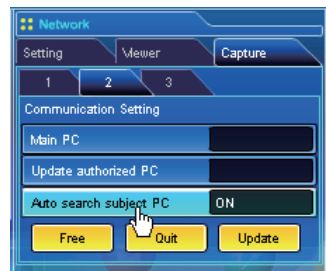 Network
Setting Viewer Capture
1 2 3
Communication Setting
Main PC
Update authorized PC
Auto search subject PC ON
Free Quit Update